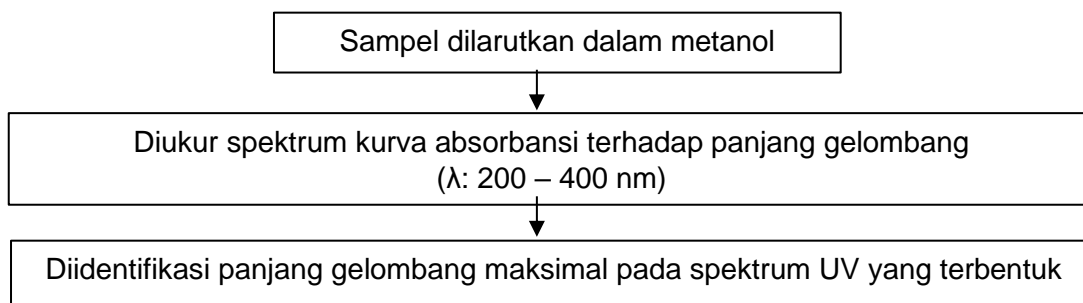 Sampel dilarutkan dalam metanol
Diukur spektrum kurva absorbansi terhadap panjang gelombang
(λ: 200 – 400 nm)
Diidentifikasi panjang gelombang maksimal pada spektrum UV yang terbentuk